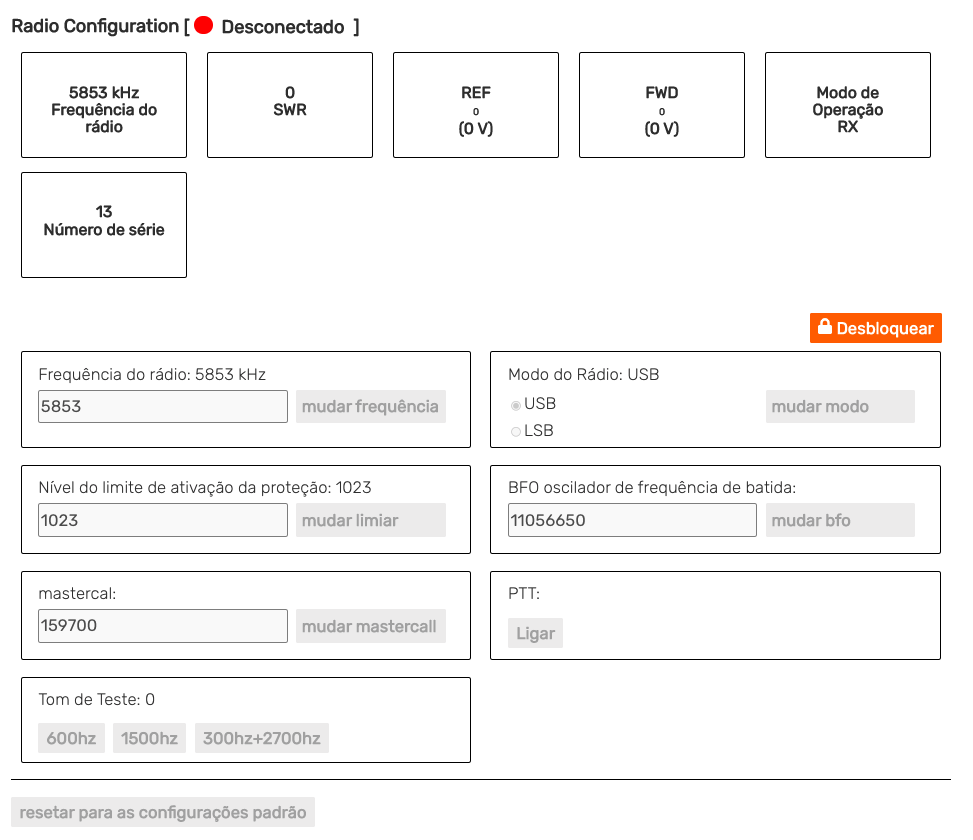 Radio Configuration [ Desconectado ]
5853 kHz
Frequência do
rádio
0
SWR
REF
0
(0 V)
FWD
0
(0 V)
Modo de
Operação
RX
13
Número de série
Desbloquear
Frequência do rádio: 5853 kHz
5853 mudar frequência
Modo do Rádio: USB
USB mudar modo
LSB
Nível do limite de ativação da proteção: 1023
1023 mudar limiar
BFO oscilador de frequência de batida:
11056650 mudar bfo
mastercal:
159700 mudar mastercall
PTT:
Ligar
Tom de Teste: 0
600hz 1500hz 300hz+2700hz
resetar para as configurações padrão